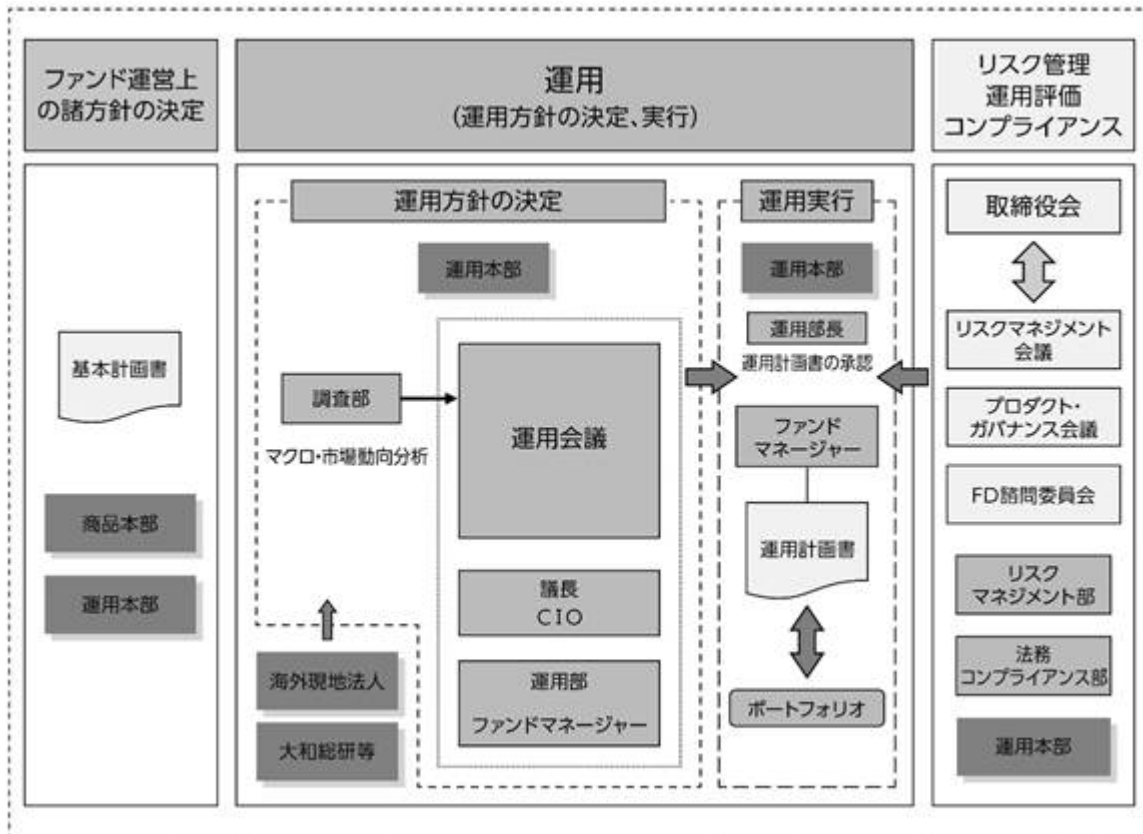 ファンド運営上
の諸方針の決定
運用
(運用方針の決定、実行)
リスク管理
運用評価
コンプライアンス
基本計画書
商品本部
運用本部
運用方針の決定
運用本部
調査部
マクロ・市場動向分析
運用会議
議長
CIO
運用部
ファンドマネージャー
海外現地法人
大和総研等
運用実行
運用本部
運用部長
運用計画書の承認
ファンド
マネージャー
運用計画書
ポートフォリオ
取締役会
リスクマネジメント
会議
プロダクト・
ガバナンス会議
FD諮問委員会
リスク
マネジメント部
法務
コンプライアンス部
運用本部